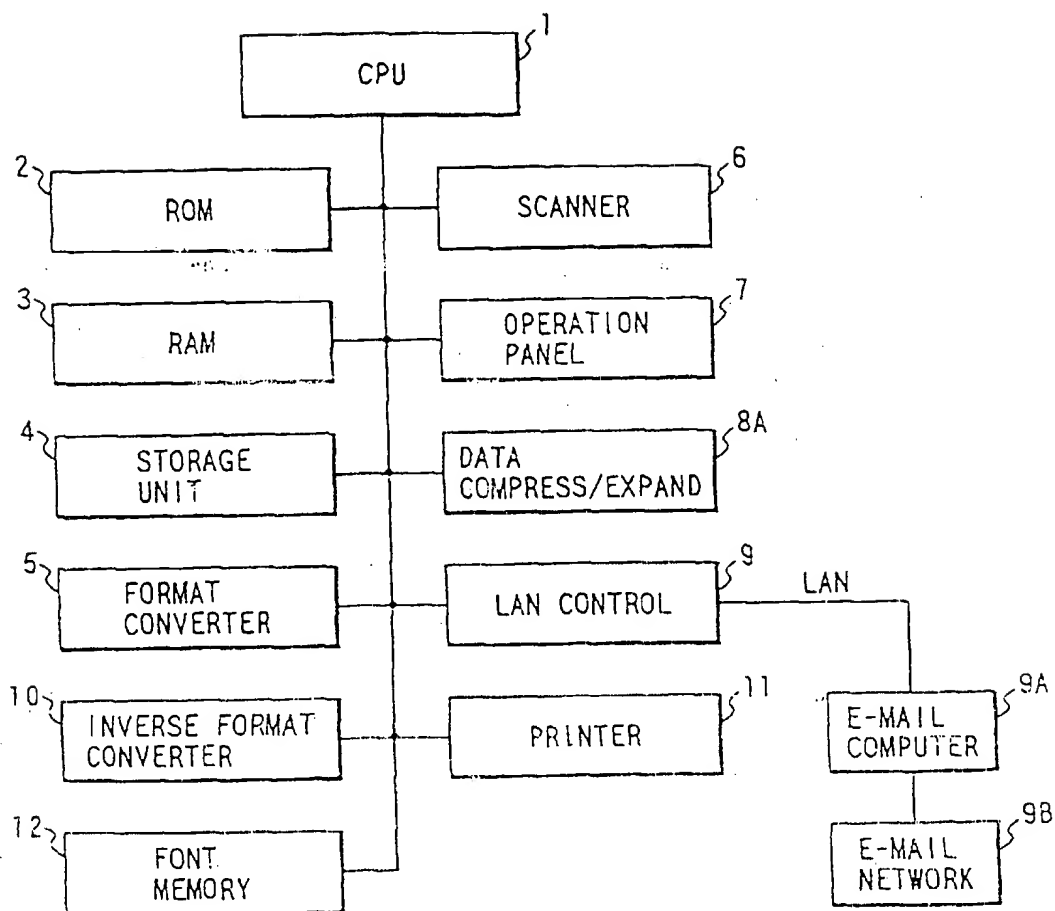 1
CPU
2
ROM
6
SCANNER
3
RAM
7
OPERATION
PANEL
4
STORAGE
UNIT
8A
DATA
COMPRESS/EXPAND
5
FORMAT
CONVERTER
9
LAN CONTROL
LAN
10
INVERSE FORMAT
CONVERTER
11
PRINTER
9A
E-MAIL
COMPUTER
12
FONT
MEMORY
9B
E-MAIL
NETWORK